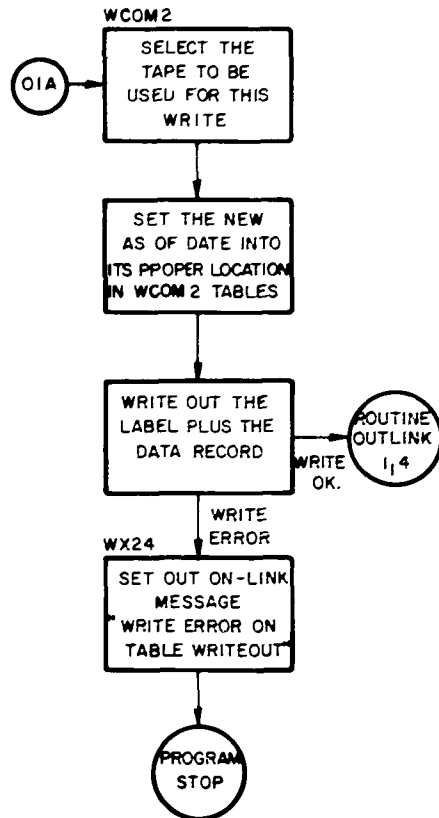 WCOM2
01A
SELECT THE
TAPE TO BE
USED FOR THIS
WRITE
SET THE NEW
AS OF DATE INTO
ITS PPOPER LOCATION
IN WCOM 2 TABLES
WRITE OUT THE
LABEL PLUS THE
DATA RECORD
WRITE
OK.
ROUTINE
OUTLINK
1,4
WRITE
ERROR
WX24
SET OUT ON-LINK
MESSAGE
WRITE ERROR ON
TABLE WRITEOUT
PROGRAM
STOP